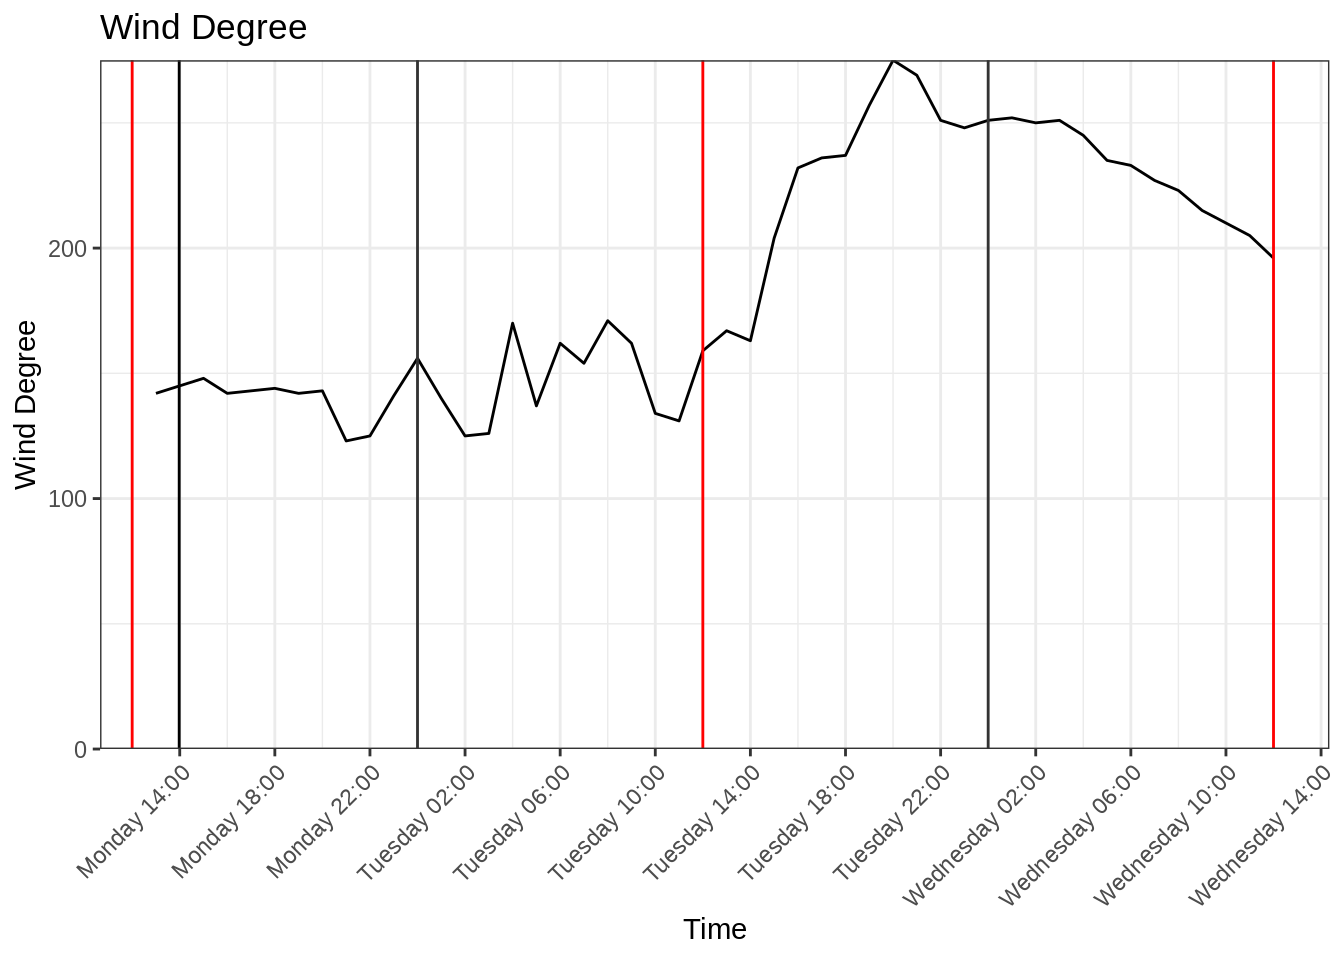 Wind Degree
Wind Degree
200
100
0
Monday 14:00
Monday 18:00
Monday 22:00
Tuesday 02:00
Tuesday 06:00
Tuesday 10:00
Tuesday 14:00
Tuesday 18:00
Tuesday 22:00
Wednesday 02:00
Wednesday 06:00
Wednesday 10:00
Wednesday 14:00
Time